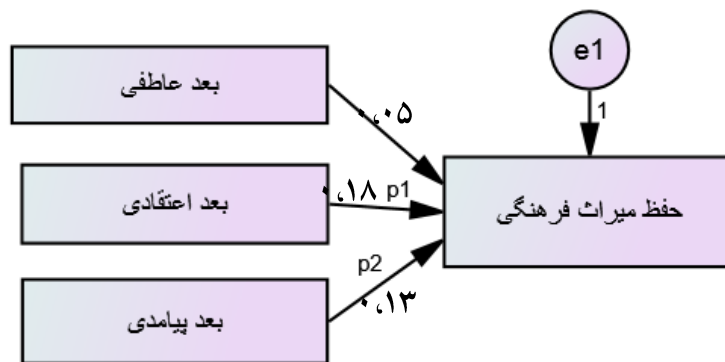 e1
بعد عاطفی
۰,۰۵
1
بعد اعتقادی
۰,۱۸
p1
حفظ میراث فرهنگی
p2
۰,۱۳
بعد پیامدی